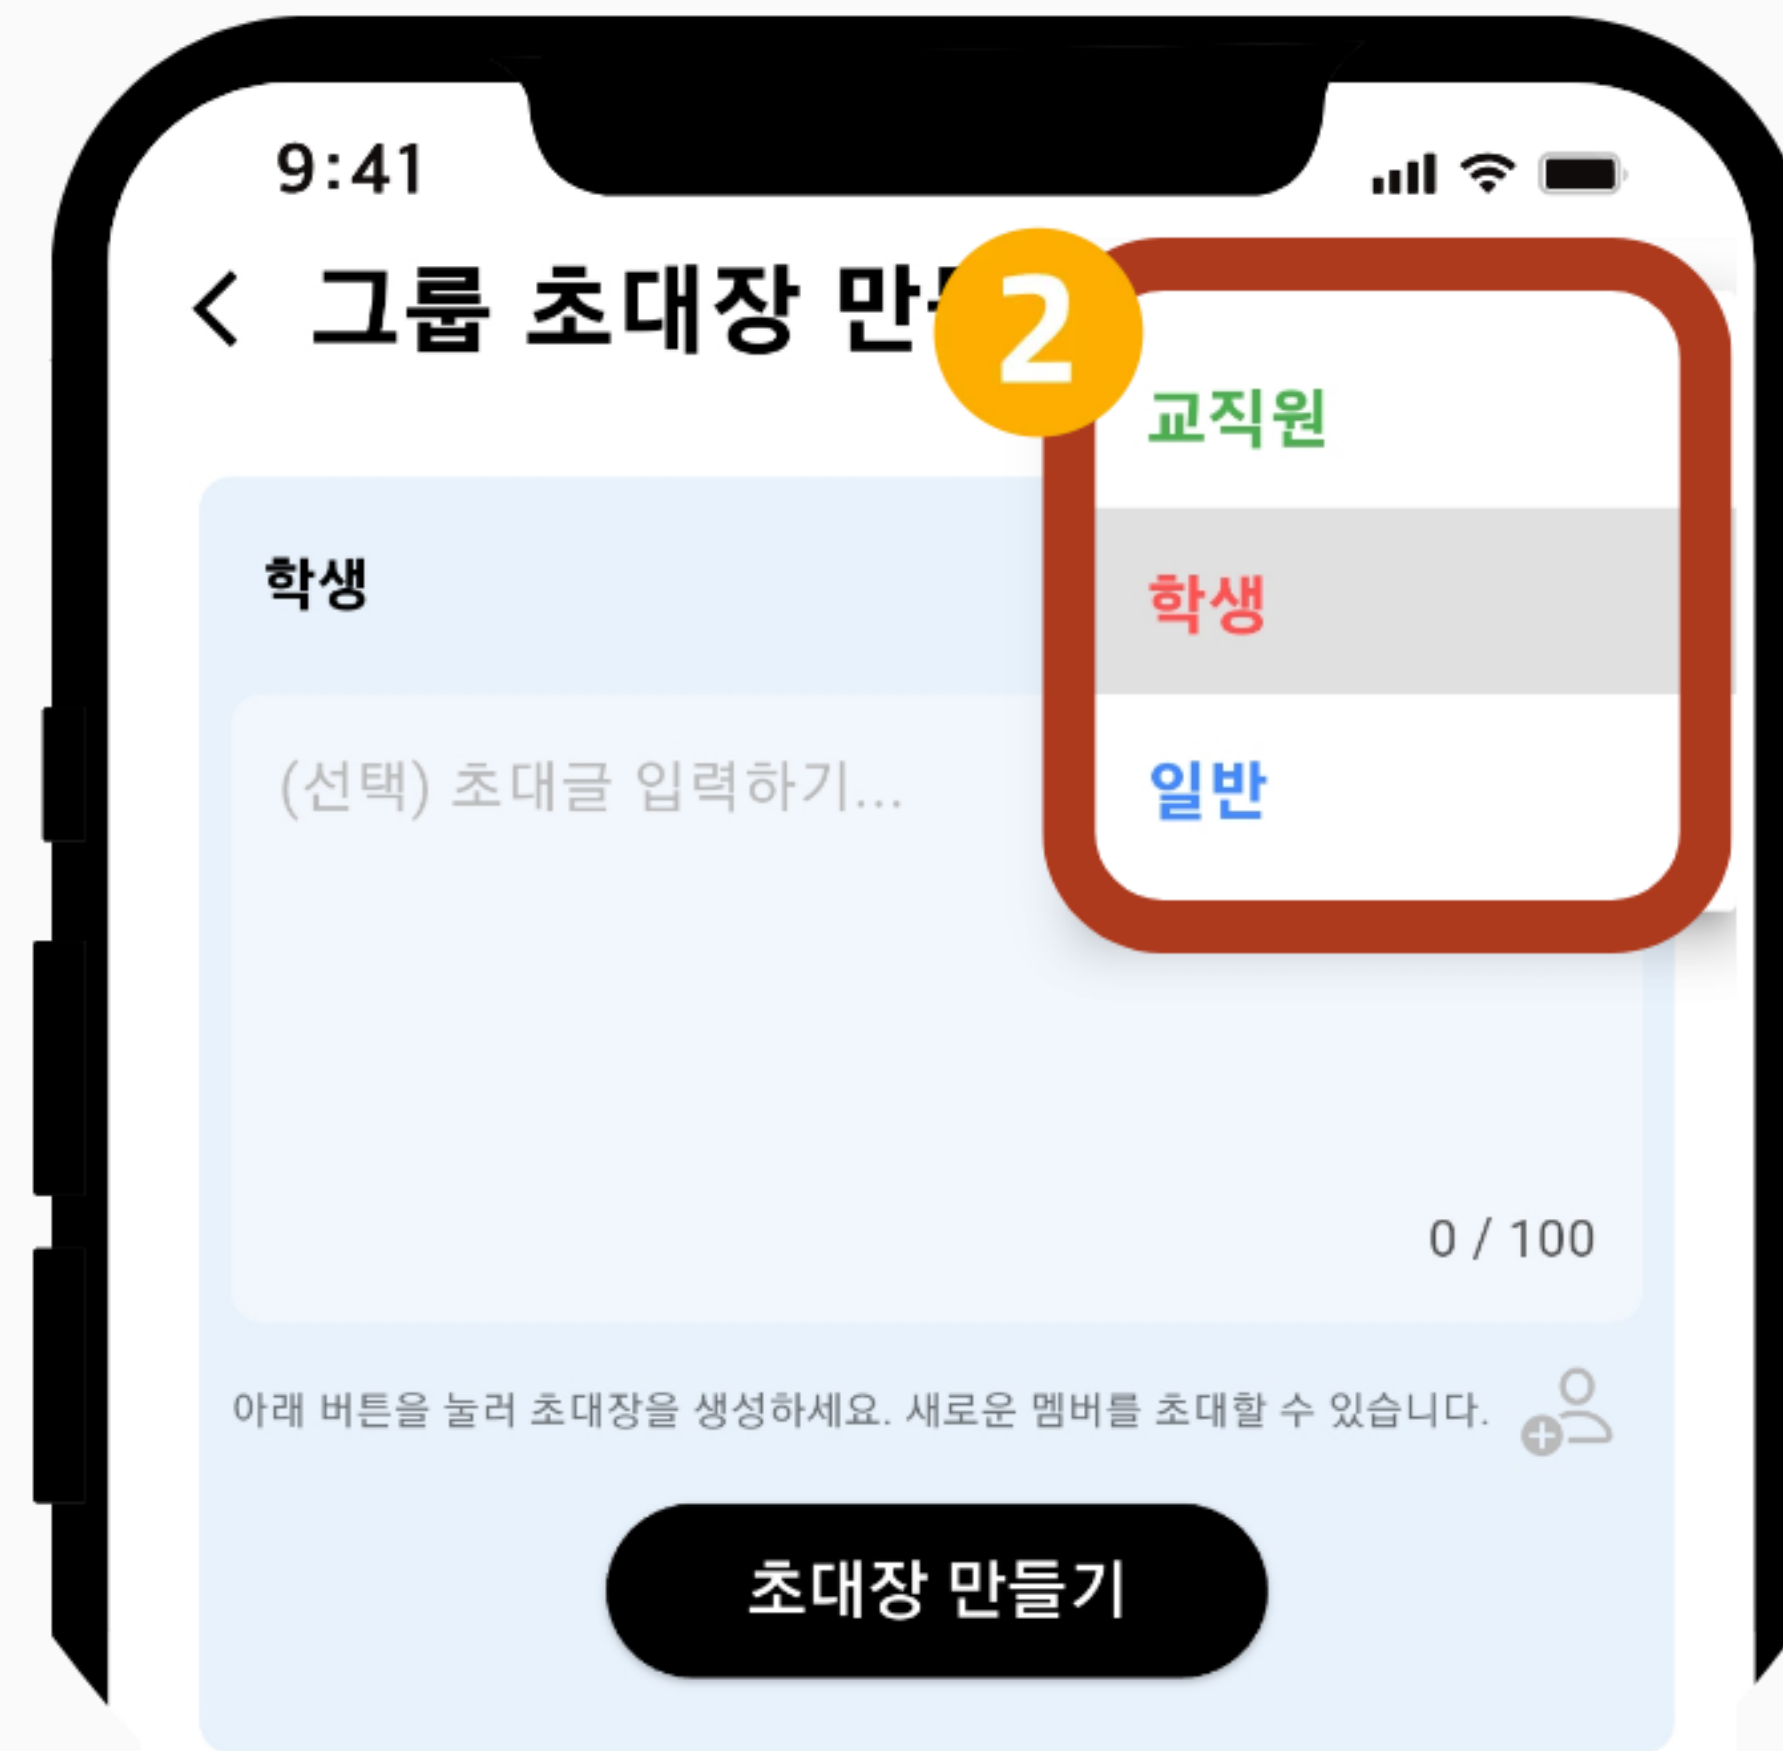 9:41
그룹 초대장
2
교직원
학생
학생
일반
(선택) 초대글 입력하기...
0 / 100
아래 버튼을 눌러 초대장을 생성하세요. 새로운 멤버를 초대할 수 있습니다.
초대장 만들기